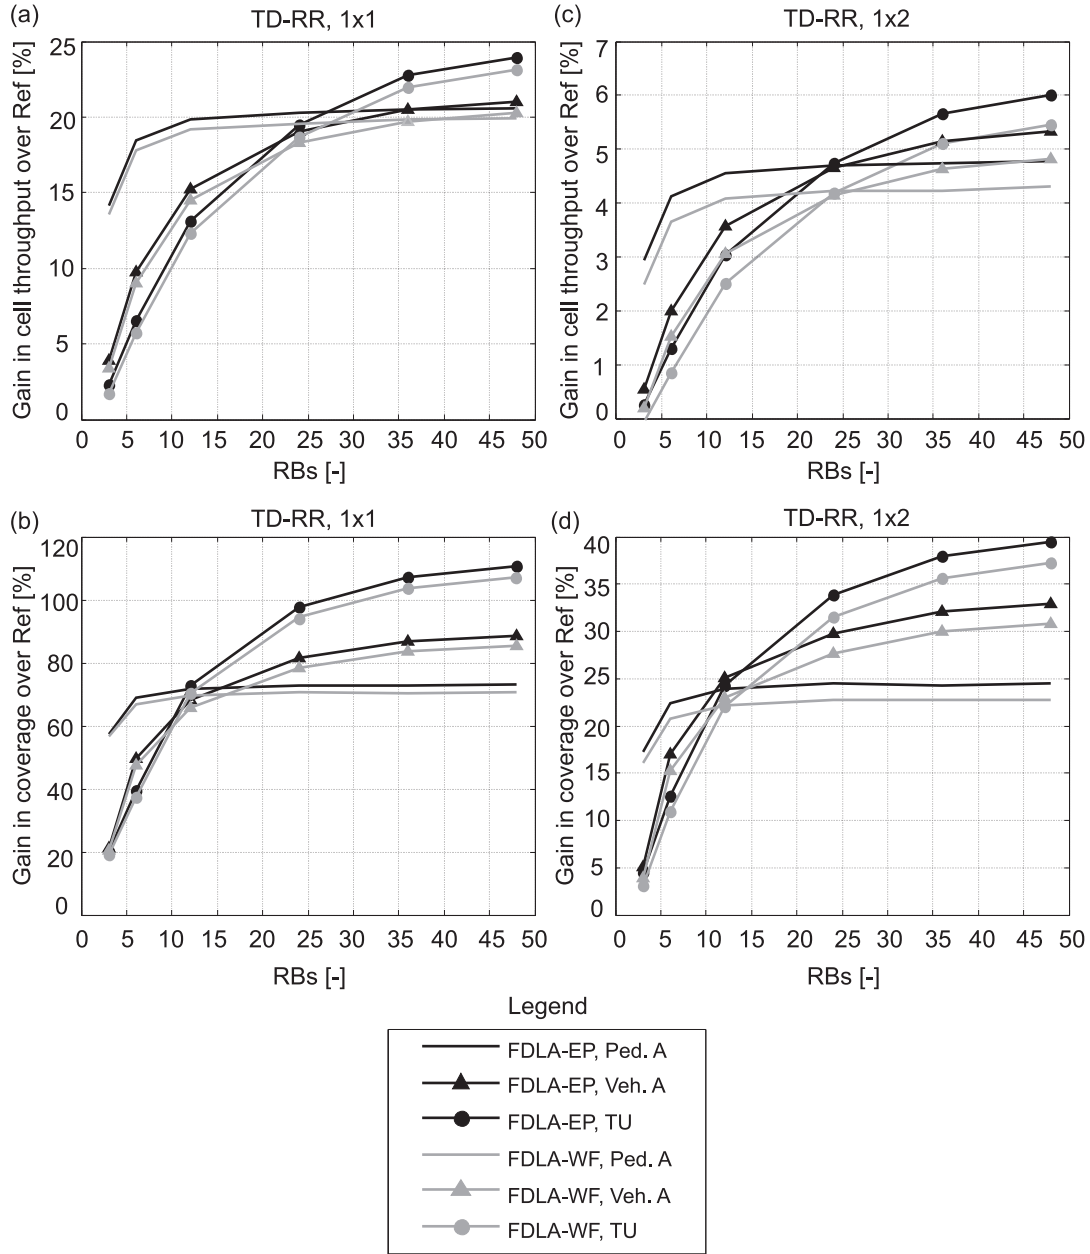 (a)
TD-RR, 1x1
Gain in cell throughput over Ref [%]
25
20
15
10
5
0
0 5 10 15 20 25 30 35 40 45 50
RBs [-]
(c)
TD-RR, 1x2
Gain in cell throughput over Ref [%]
7
6
5
4
3
2
1
0
0 5 10 15 20 25 30 35 40 45 50
RBs [-]
(b)
TD-RR, 1x1
Gain in coverage over Ref [%]
120
100
80
60
40
20
0
0 5 10 15 20 25 30 35 40 45 50
RBs [-]
(d)
TD-RR, 1x2
Gain in coverage over Ref [%]
40
35
30
25
20
15
10
5
0
0 5 10 15 20 25 30 35 40 45 50
RBs [-]
Legend
FDLA-EP, Ped. A
FDLA-EP, Veh. A
FDLA-EP, TU
FDLA-WF, Ped. A
FDLA-WF, Veh. A
FDLA-WF, TU